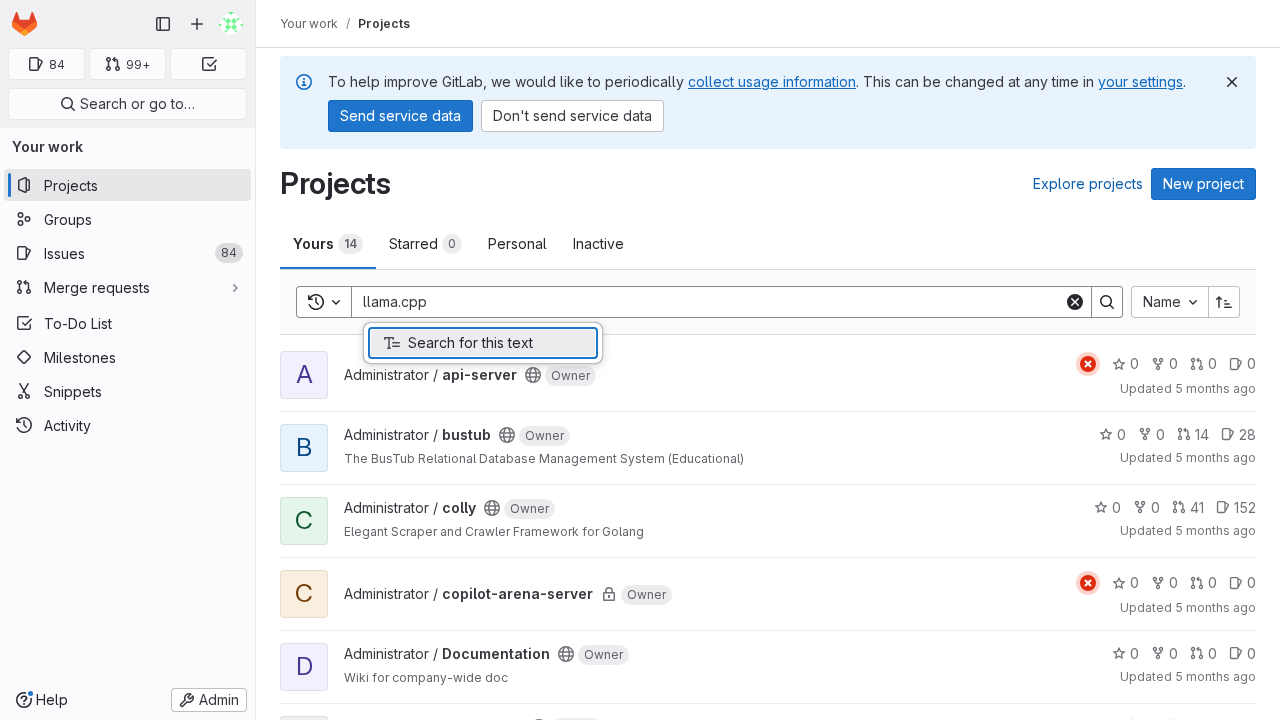 84
99+
Search or go to…
Your work
Projects
Groups
Issues 84
Merge requests
To-Do List
Milestones
Snippets
Activity
Help
Admin
Your work / Projects
To help improve GitLab, we would like to periodically collect usage information. This can be changed at any time in your settings.
Send service data
Don't send service data
Projects
Explore projects
New project
Yours 14
Starred 0
Personal
Inactive
llama.cpp
Name
Search for this text
A
Administrator / api-server
Owner
0 0 0 0
Updated 5 months ago
B
Administrator / bustub
Owner
The BusTub Relational Database Management System (Educational)
0 0 14 28
Updated 5 months ago
C
Administrator / colly
Owner
Elegant Scraper and Crawler Framework for Golang
0 0 41 152
Updated 5 months ago
C
Administrator / copilot-arena-server
Owner
0 0 0 0
Updated 5 months ago
D
Administrator / Documentation
Owner
Wiki for company-wide doc
0 0 0 0
Updated 5 months ago